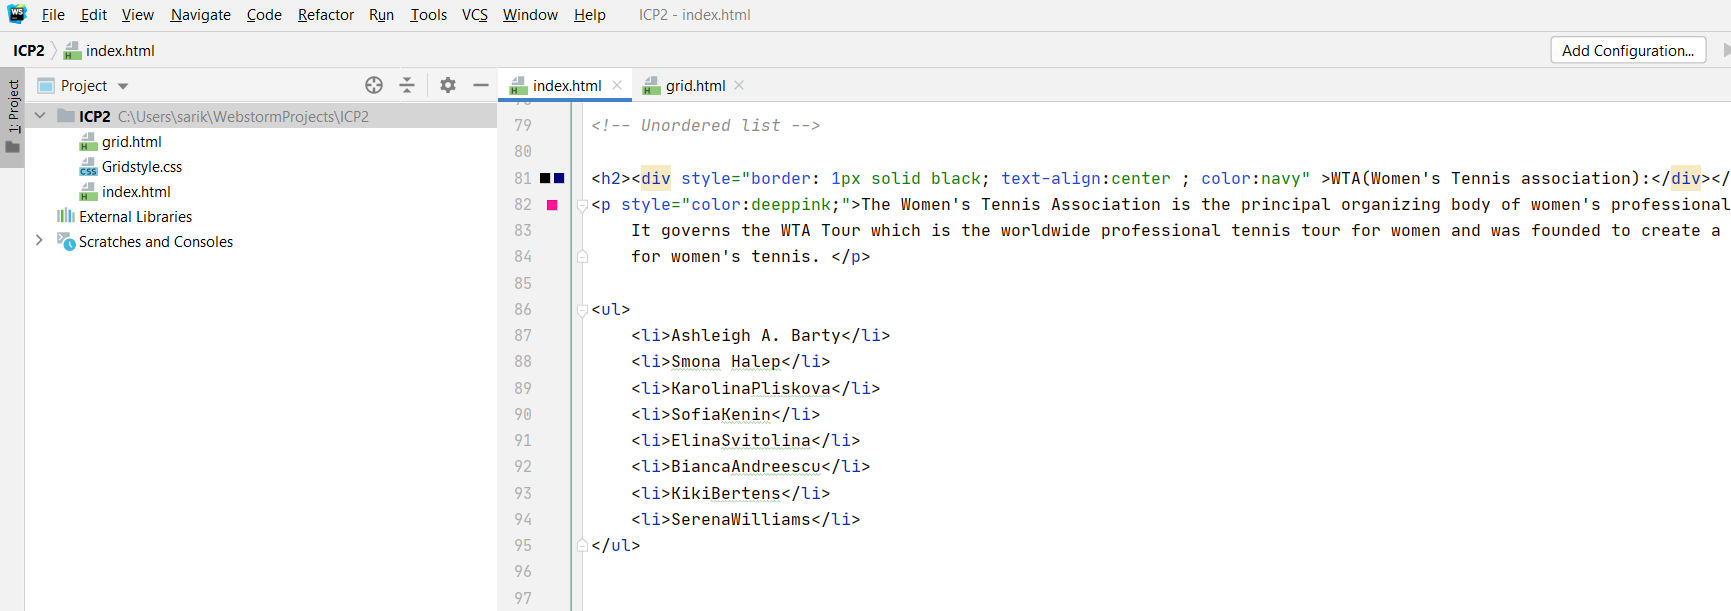 WS File Edit View Navigate Code Refactor Run Tools VCS Window Help ICP2 - index.html
ICP2 index.html Add Configuration...
1: Project
Project
ICP2 C:\Users\sarik\WebstormProjects\ICP2
grid.html
Gridstyle.css
index.html
External Libraries
Scratches and Consoles
index.html grid.html
79 <!-- Unordered list -->
80
81 <h2><div style="border: 1px solid black; text-align:center ; color:navy" >WTA(Women's Tennis association):</div></
82 <p style="color:deeppink;">The Women's Tennis Association is the principal organizing body of women's professional
83 It governs the WTA Tour which is the worldwide professional tennis tour for women and was founded to create a
84 for women's tennis. </p>
85
86 <ul>
87 <li>Ashleigh A. Barty</li>
88 <li>Smona Halep</li>
89 <li>KarolinaPliskova</li>
90 <li>SofiaKenin</li>
91 <li>ElinaSvitolina</li>
92 <li>BiancaAndreescu</li>
93 <li>KikiBertens</li>
94 <li>SerenaWilliams</li>
95 </ul>
96
97